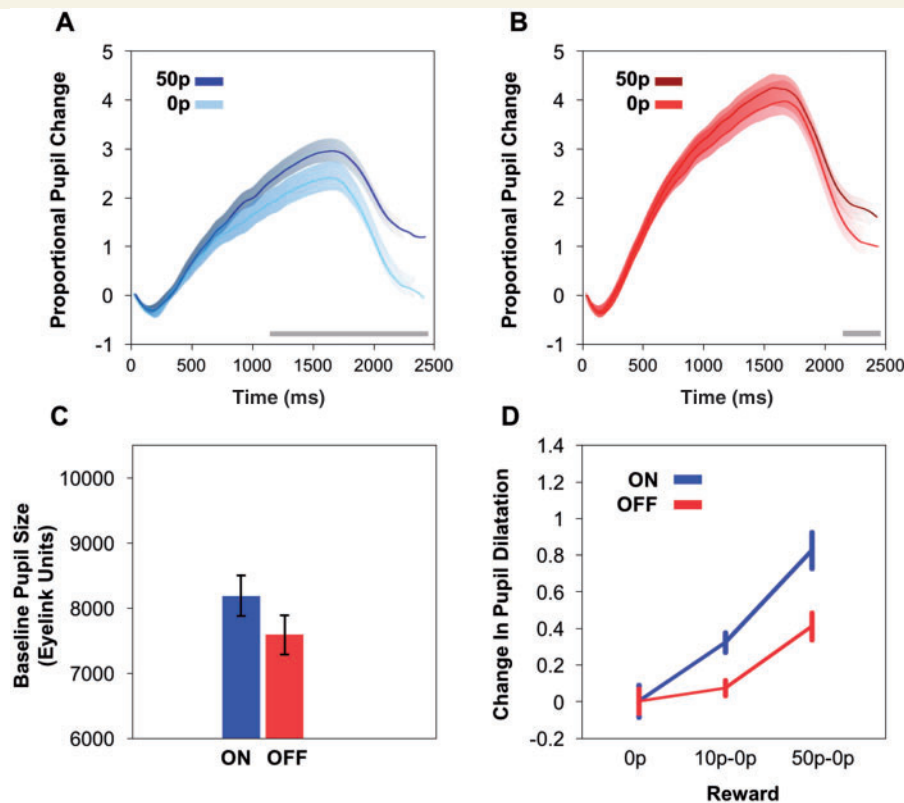 A
Proportional Pupil Change
5
4
3
2
1
0
-1
50p
0p
0 500 1000 1500 2000 2500
Time (ms)
B
Proportional Pupil Change
5
4
3
2
1
0
-1
50p
0p
0 500 1000 1500 2000 2500
Time (ms)
C
Baseline Pupil Size
(Eyelink Units)
10000
9000
8000
7000
6000
ON OFF
D
Change In Pupil Dilatation
1.4
1.2
1
0.8
0.6
0.4
0.2
0
-0.2
ON
OFF
0p 10p-0p 50p-0p
Reward